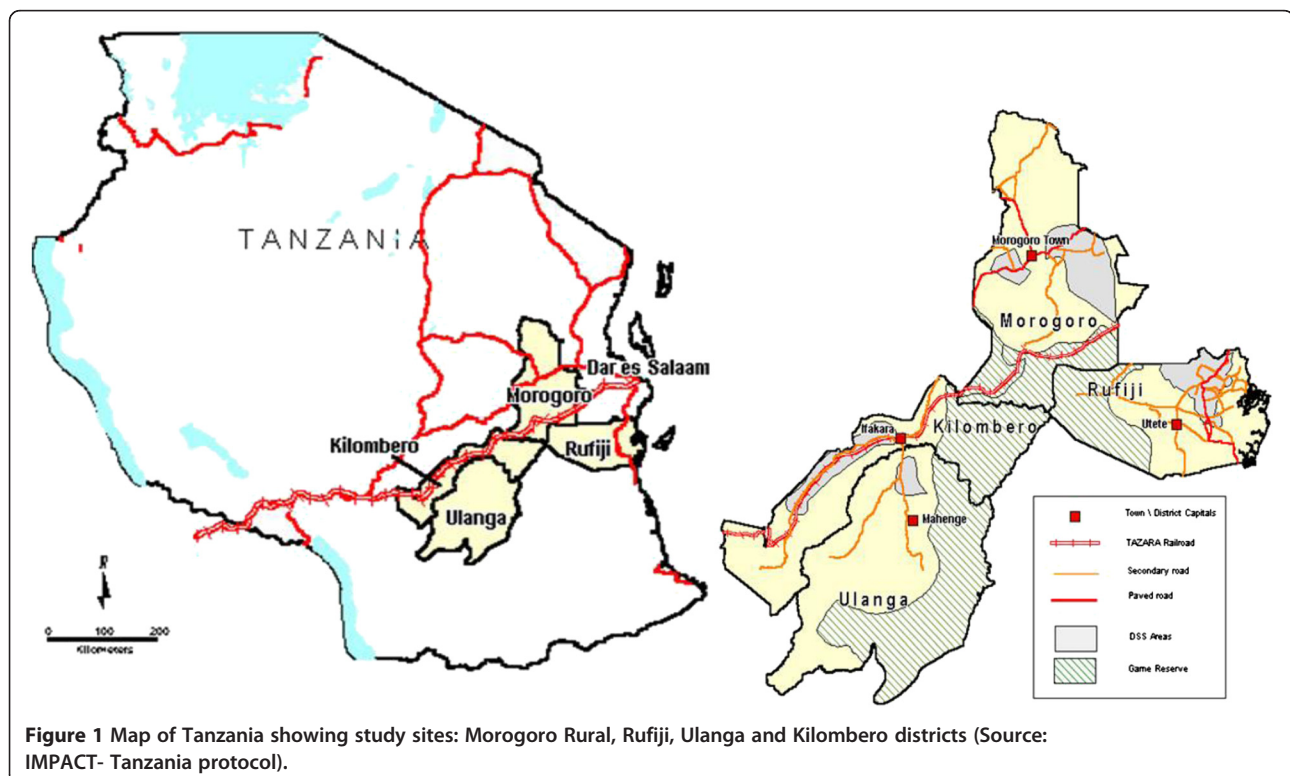 TANZANIA
Dar es Salaam
Morogoro
Kilombero
Rufiji
Ulanga
N
0 100 200
Kilometers
Morogoro Town
Morogoro
Rufiji
Utete
Ifakara
Kilombero
Mahenge
Ulanga
Town \ District Capitals
TAZARA Railroad
Secondary road
Paved road
DSS Areas
Game Reserve
Figure 1 Map of Tanzania showing study sites: Morogoro Rural, Rufiji, Ulanga and Kilombero districts (Source:
IMPACT- Tanzania protocol).